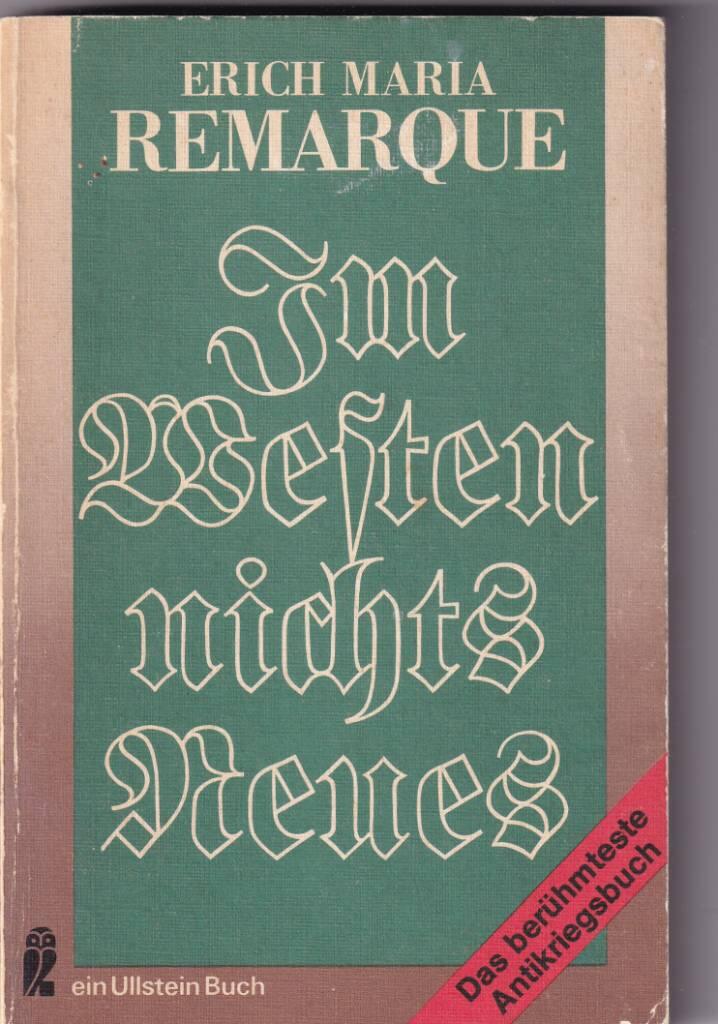 ERICH MARIA
REMARQUE
Im
Weſten
nichts
Neues
Das berühmteste
Antikriegsbuch
ein Ullstein Buch